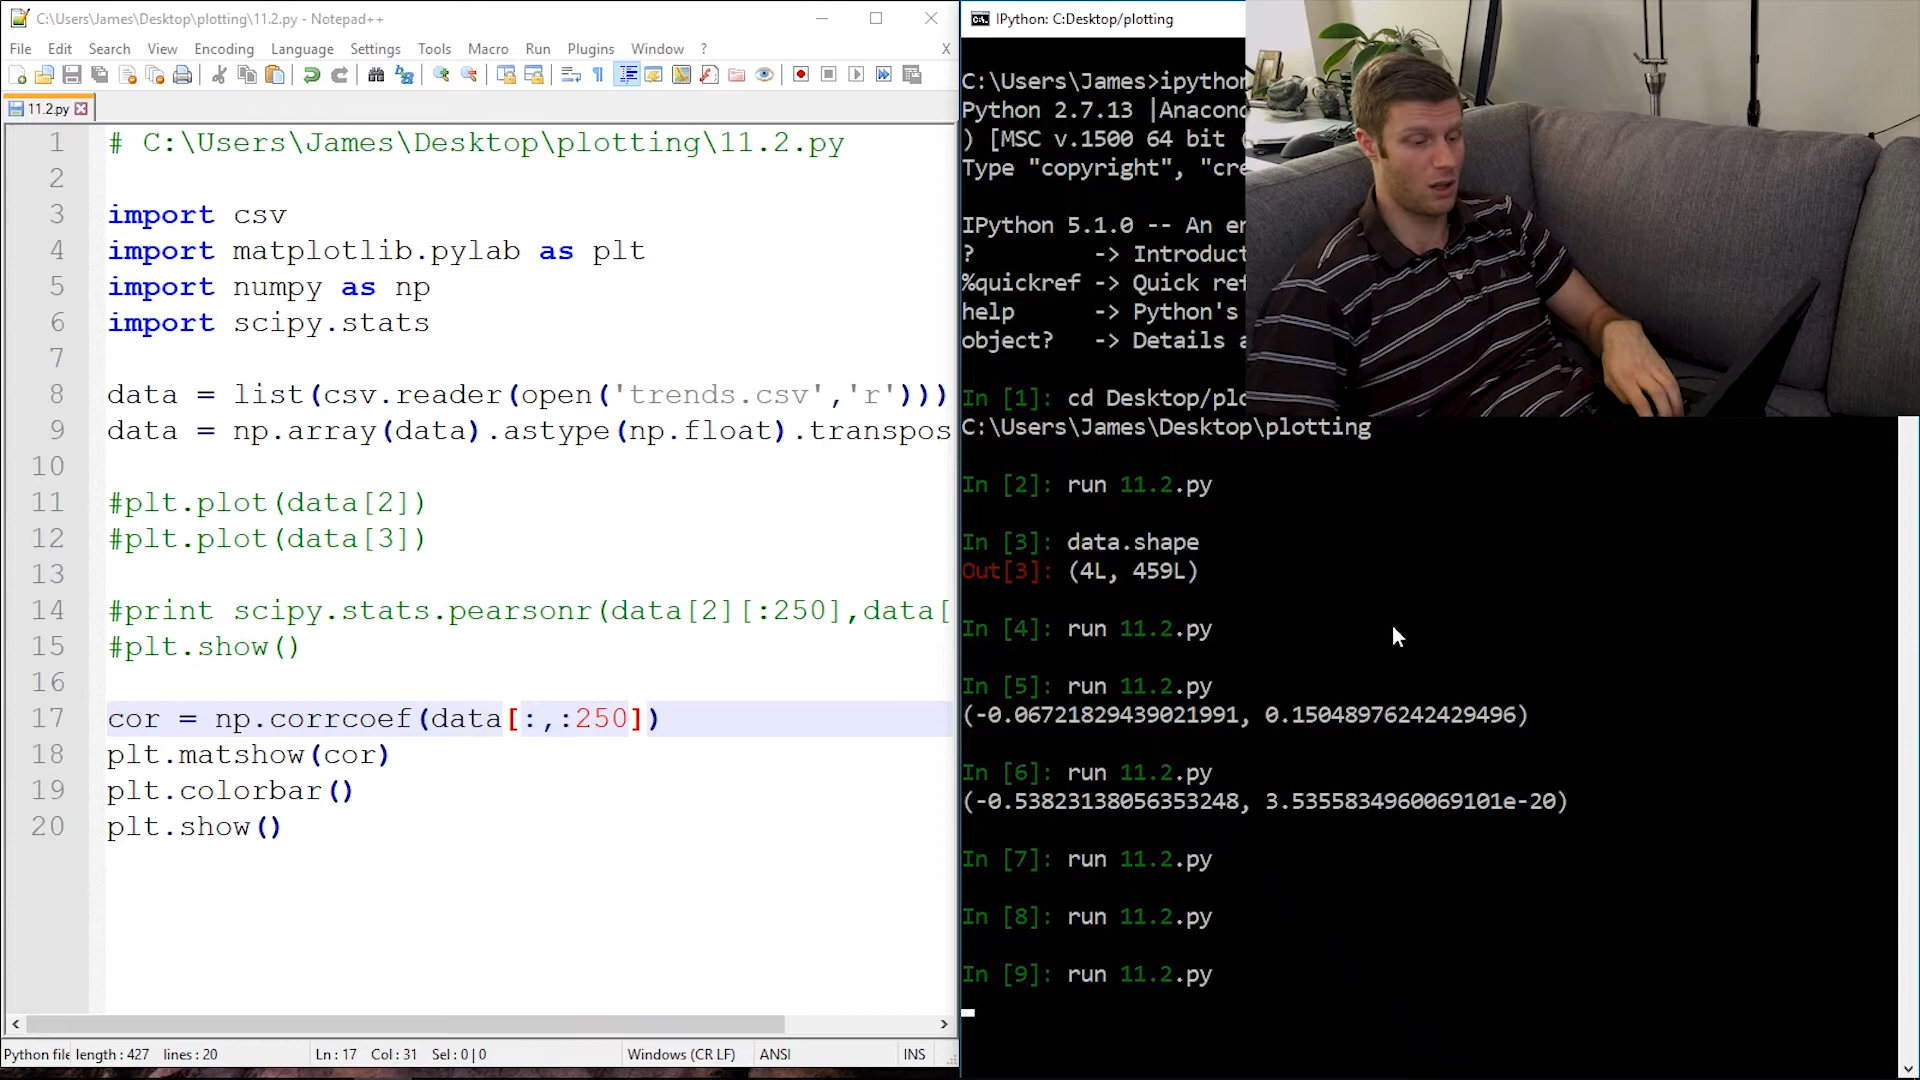 C:\Users\James\Desktop\plotting\11.2.py - Notepad++
File Edit Search View Encoding Language Settings Tools Macro Run Plugins Window ? X
11.2.py
1 # C:\Users\James\Desktop\plotting\11.2.py
2
3 import csv
4 import matplotlib.pylab as plt
5 import numpy as np
6 import scipy.stats
7
8 data = list(csv.reader(open('trends.csv','r')))
9 data = np.array(data).astype(np.float).transpos
10
11 #plt.plot(data[2])
12 #plt.plot(data[3])
13
14 #print scipy.stats.pearsonr(data[2][:250],data[
15 #plt.show()
16
17 cor = np.corrcoef(data[:,:250])
18 plt.matshow(cor)
19 plt.colorbar()
20 plt.show()
Python file length : 427 lines : 20 Ln : 17 Col : 31 Sel : 0 | 0 Windows (CR LF) ANSI INS
IPython: C:Desktop/plotting
C:\Users\James>ipython
Python 2.7.13 |Anacond
) [MSC v.1500 64 bit (
Type "copyright", "cre
IPython 5.1.0 -- An en
? -> Introduct
%quickref -> Quick ref
help -> Python's
object? -> Details a
In [1]: cd Desktop/plo
C:\Users\James\Desktop\plotting
In [2]: run 11.2.py
In [3]: data.shape
Out[3]: (4L, 459L)
In [4]: run 11.2.py
In [5]: run 11.2.py
(-0.06721829439021991, 0.15048976242429496)
In [6]: run 11.2.py
(-0.53823138056353248, 3.5355834960069101e-20)
In [7]: run 11.2.py
In [8]: run 11.2.py
In [9]: run 11.2.py